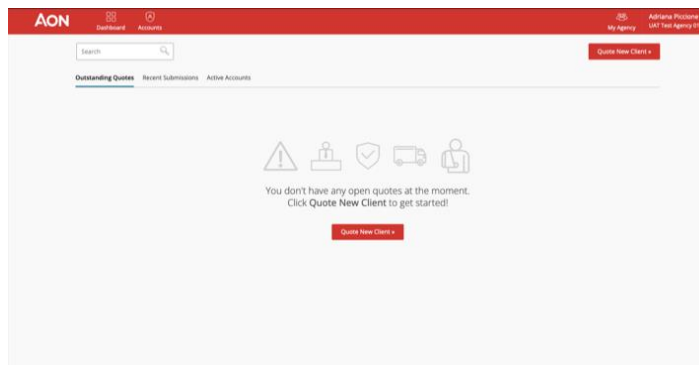 AON
Dashboard
Accounts
My Agency
Adriana Piccione
UAT Test Agency 01
Search
Quote New Client »
Outstanding Quotes
Recent Submissions
Active Accounts
You don't have any open quotes at the moment.
Click Quote New Client to get started!
Quote New Client »